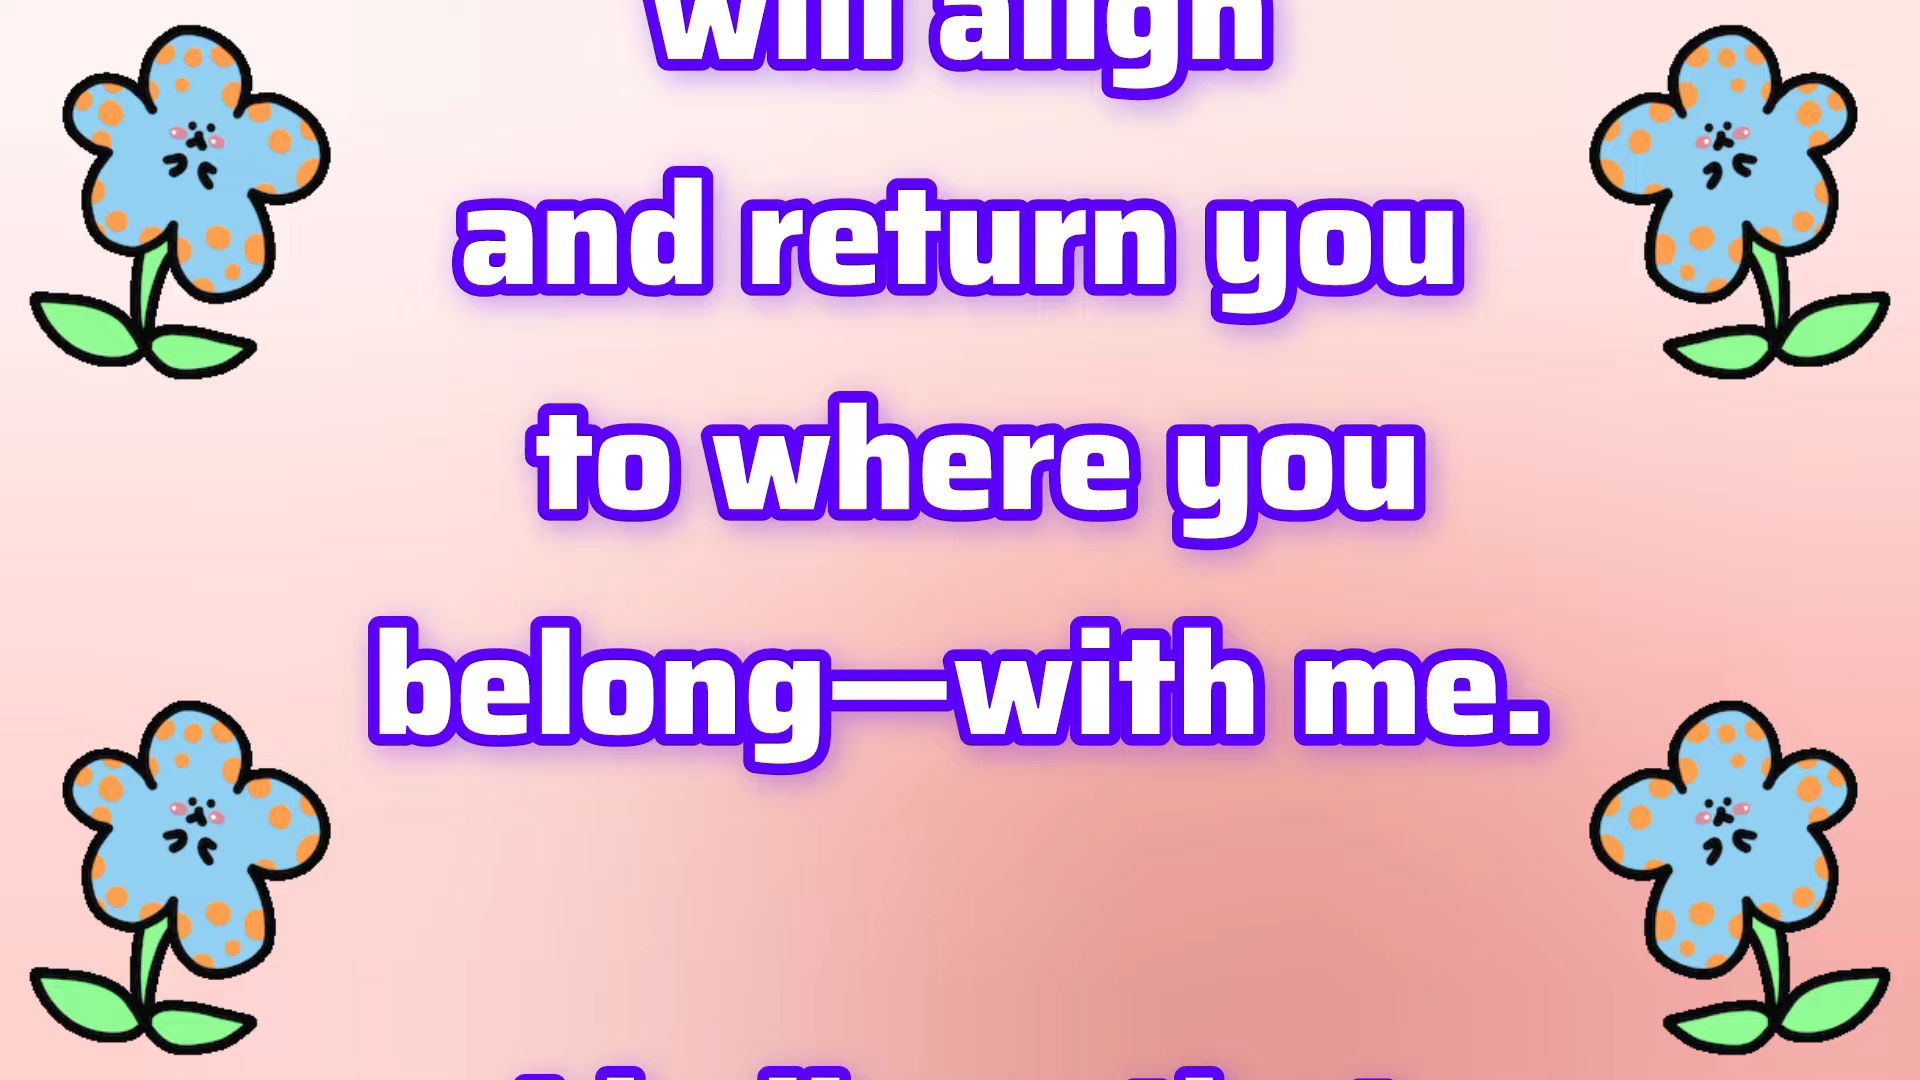 will align
and return you
to where you
belong—with me.